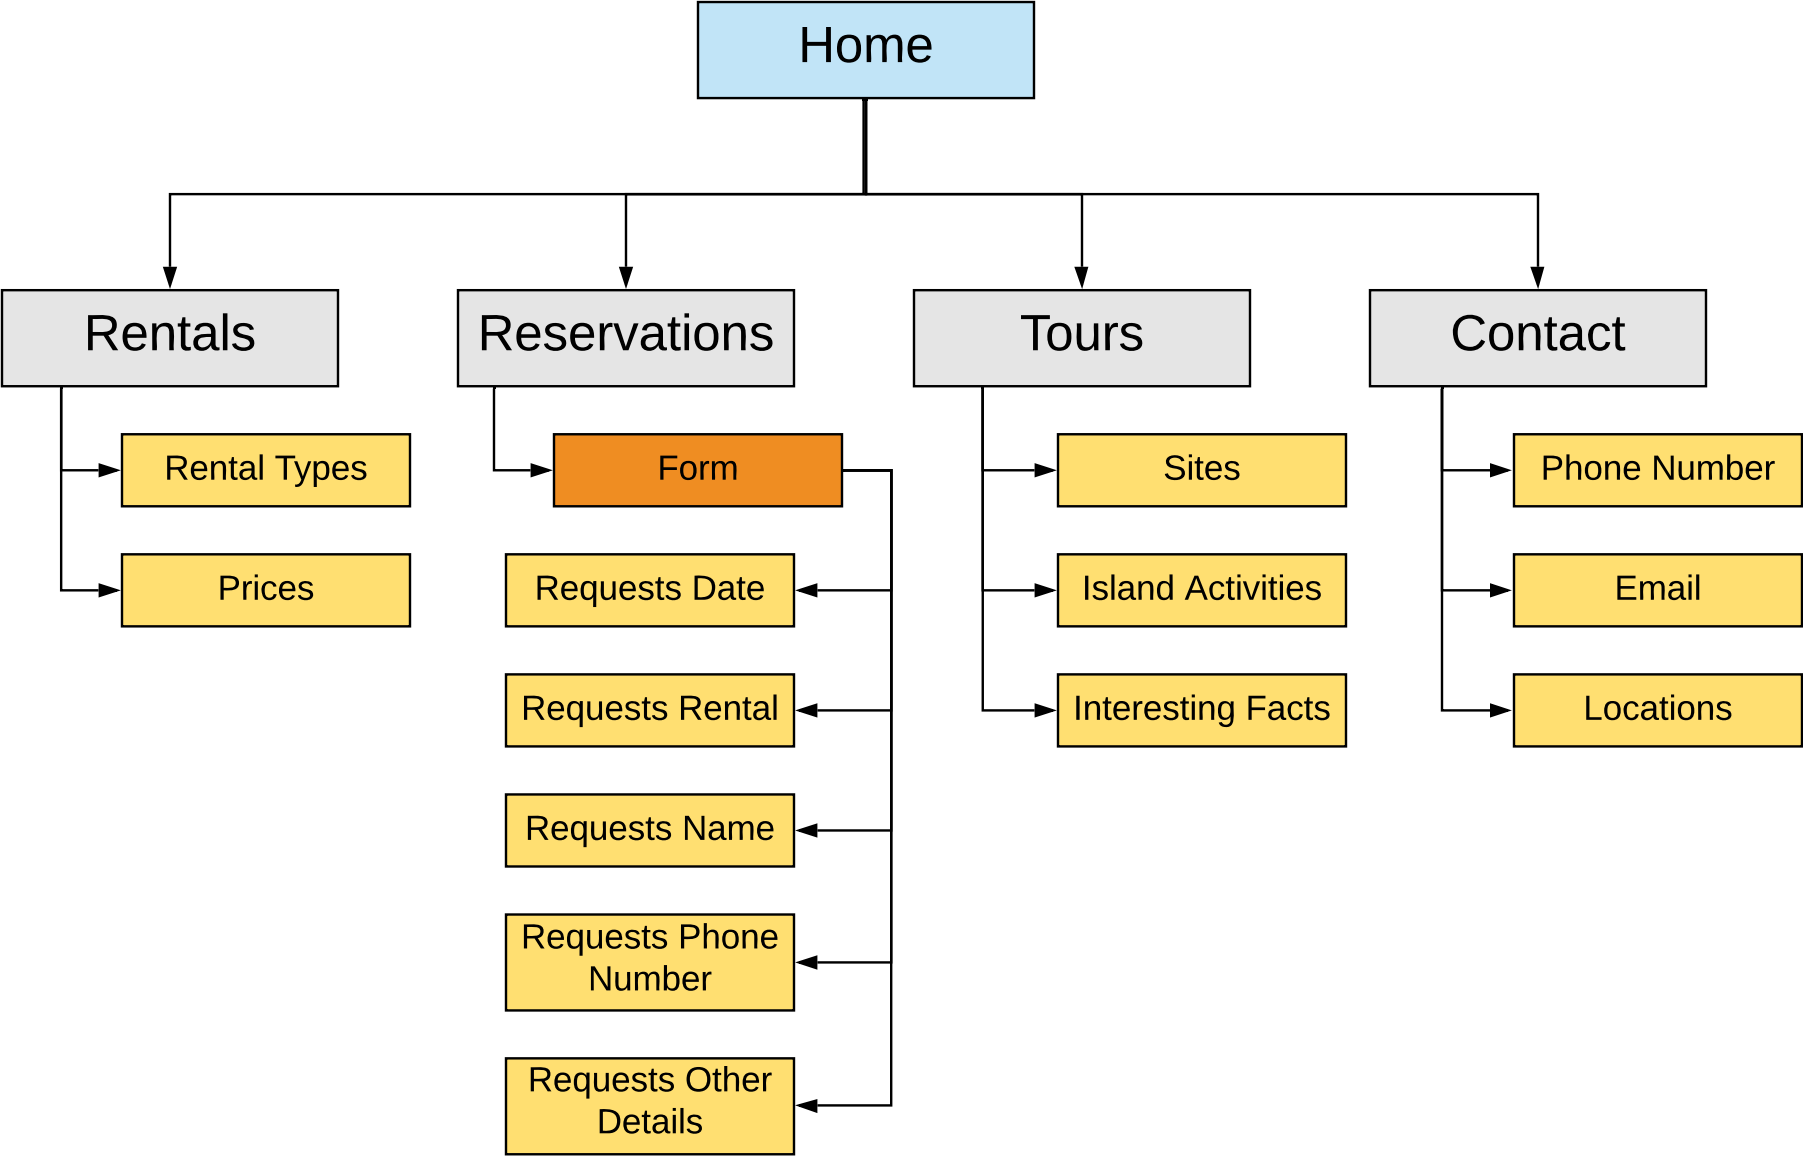 Home
Rentals
Reservations
Tours
Contact
Rental Types
Prices
Form
Requests Date
Requests Rental
Requests Name
Requests Phone
Number
Requests Other
Details
Sites
Island Activities
Interesting Facts
Phone Number
Email
Locations